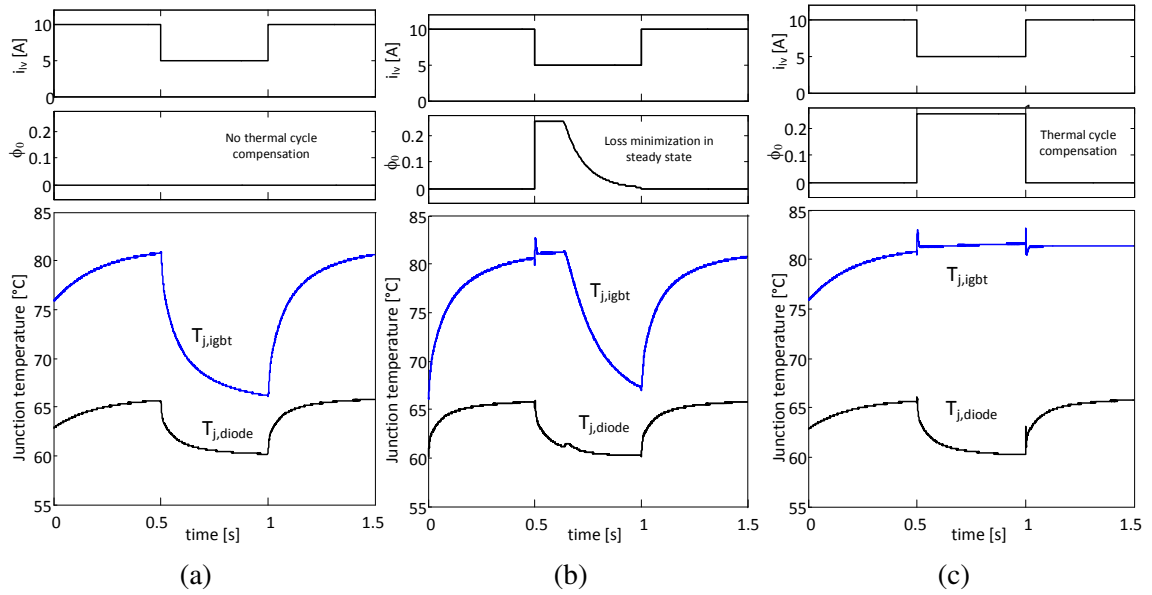 10
5
0
i_lv [A]
0.2
0.1
0
ϕ₀
No thermal cycle
compensation
85
80
75
70
65
60
55
Junction temperature [°C]
T_j,igbt
T_j,diode
0 0.5 1 1.5
time [s]
(a)
10
5
0
i_lv [A]
0.2
0.1
0
ϕ₀
Loss minimization in
steady state
85
80
75
70
65
60
55
Junction temperature [°C]
T_j,igbt
T_j,diode
0 0.5 1 1.5
time [s]
(b)
10
5
0
i_lv [A]
0.2
0.1
0
ϕ₀
Thermal cycle
compensation
85
80
75
70
65
60
55
Junction temperature [°C]
T_j,igbt
T_j,diode
0 0.5 1 1.5
time [s]
(c)